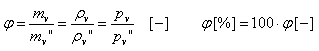 φ = m_v / m_v" = ρ_v / ρ_v" = p_v / p_v" [−] φ[%] = 100 · φ[−]